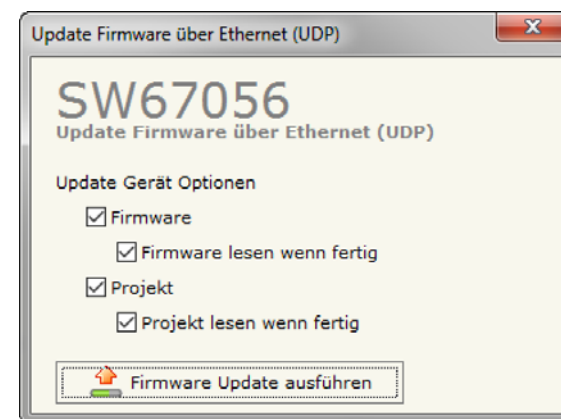 Update Firmware über Ethernet (UDP)
SW67056
Update Firmware über Ethernet (UDP)
Update Gerät Optionen
Firmware
Firmware lesen wenn fertig
Projekt
Projekt lesen wenn fertig
Firmware Update ausführen